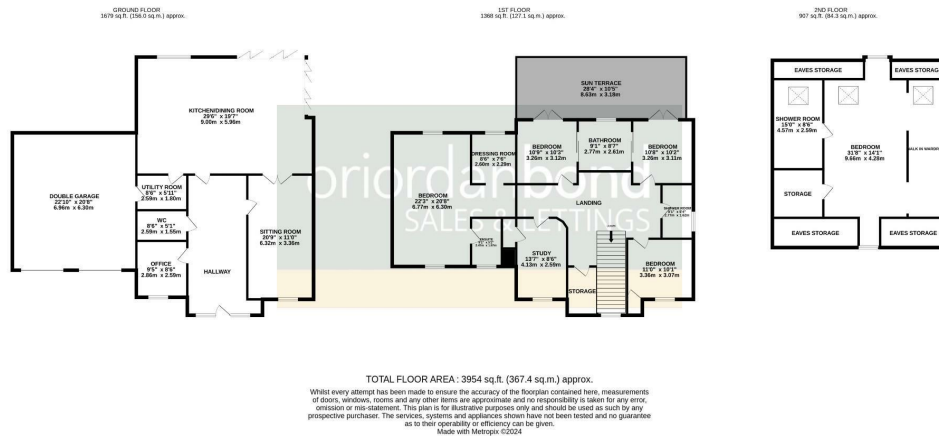 GROUND FLOOR
1679 sq.ft. (156.0 sq.m.) approx.
1ST FLOOR
1368 sq.ft. (127.1 sq.m.) approx.
2ND FLOOR
907 sq.ft. (84.3 sq.m.) approx.
KITCHEN/DINING ROOM
29'6" x 19'7"
9.00m x 5.96m
DOUBLE GARAGE
22'10" x 20'8"
6.96m x 6.30m
UTILITY ROOM
8'6" x 5'11"
2.59m x 1.80m
WC
8'6" x 5'1"
2.59m x 1.55m
OFFICE
9'5" x 8'6"
2.86m x 2.59m
HALLWAY
SITTING ROOM
20'9" x 11'0"
6.32m x 3.36m
SUN TERRACE
28'4" x 10'5"
8.63m x 3.18m
BEDROOM
22'3" x 20'8"
6.77m x 6.30m
DRESSING ROOM
8'6" x 7'6"
2.60m x 2.29m
BEDROOM
10'9" x 10'3"
3.26m x 3.12m
BATHROOM
9'1" x 8'7"
2.77m x 2.61m
BEDROOM
10'8" x 10'2"
3.26m x 3.11m
LANDING
SHOWER ROOM
ENSUITE
STUDY
13'7" x 8'6"
4.13m x 2.59m
STORAGE
BEDROOM
11'0" x 10'1"
3.36m x 3.07m
oriordanbond
SALES & LETTINGS
EAVES STORAGE
EAVES STORAG
SHOWER ROOM
15'0" x 8'6"
4.57m x 2.59m
BEDROOM
31'8" x 14'1"
9.66m x 4.28m
ALK IN WARDR
STORAGE
EAVES STORAGE
EAVES STORAGE
TOTAL FLOOR AREA : 3954 sq.ft. (367.4 sq.m.) approx.
Whilst every attempt has been made to ensure the accuracy of the floorplan contained here, measurements
of doors, windows, rooms and any other items are approximate and no responsibility is taken for any error,
omission or mis-statement. This plan is for illustrative purposes only and should be used as such by any
prospective purchaser. The services, systems and appliances shown have not been tested and no guarantee
as to their operability or efficiency can be given.
Made with Metropix ©2024